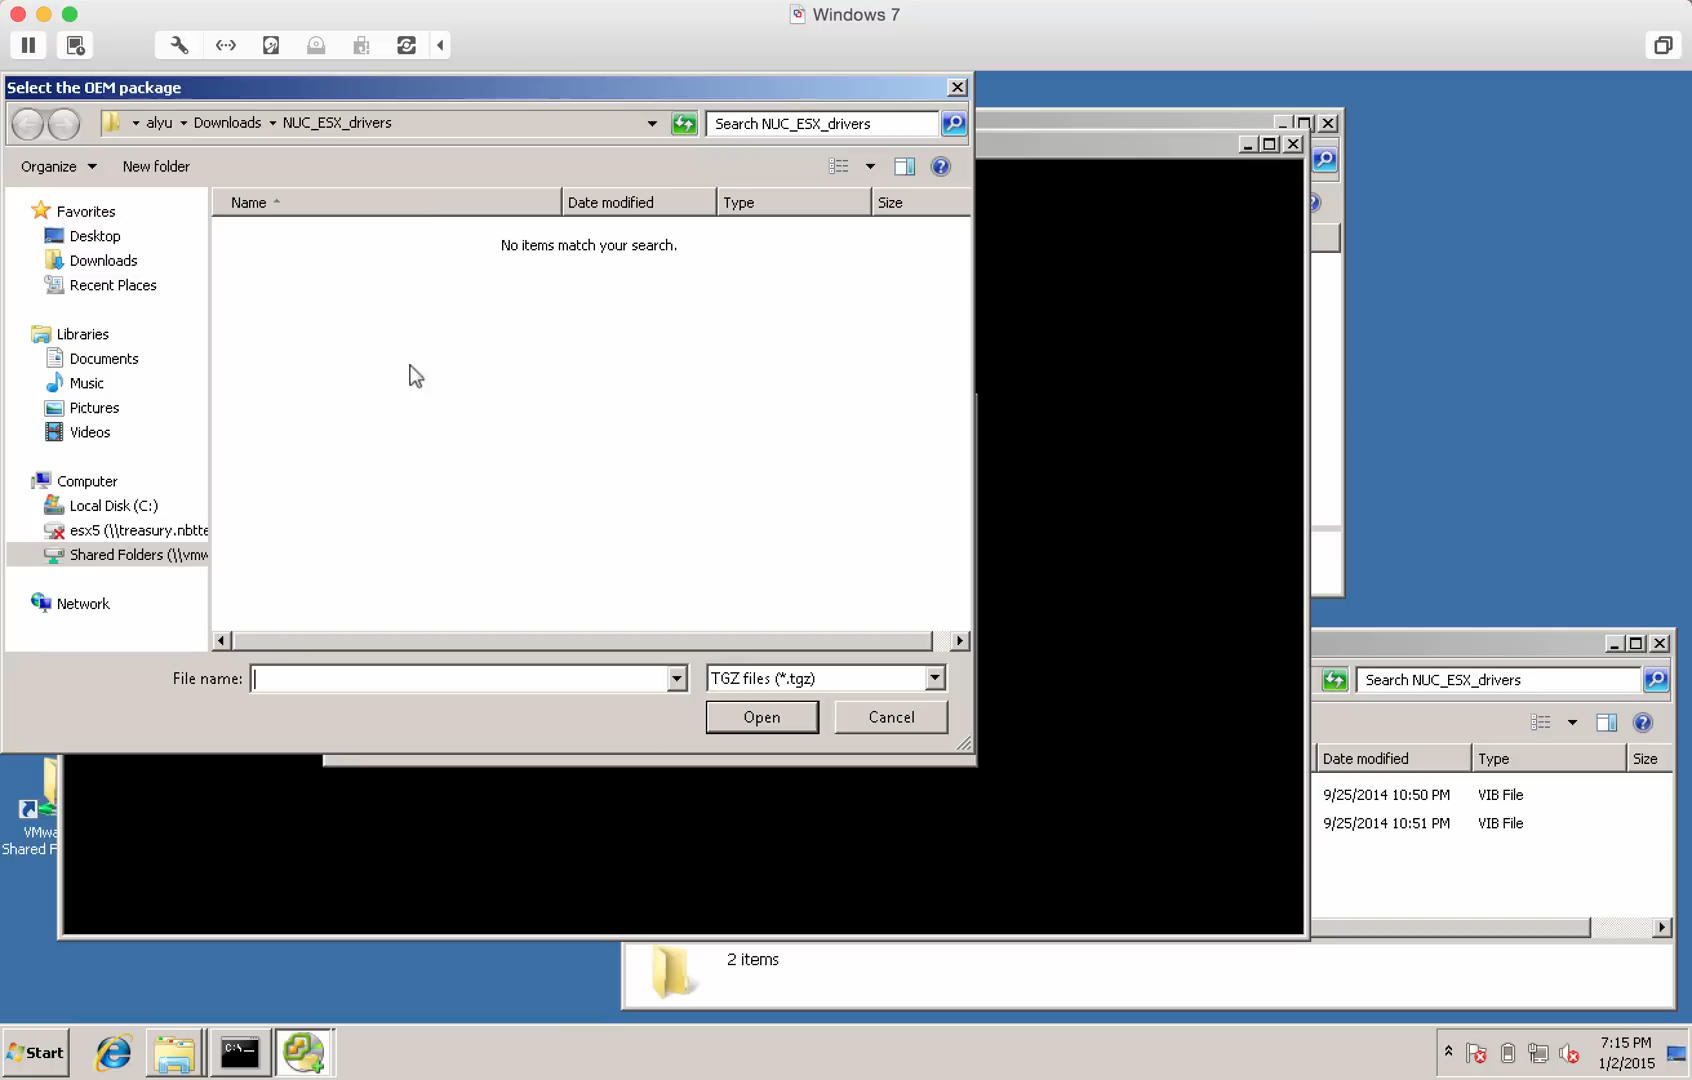 Windows 7
Select the OEM package
alyu Downloads NUC_ESX_drivers
Search NUC_ESX_drivers
Organize
New folder
Name
Date modified
Type
Size
No items match your search.
Favorites
Desktop
Downloads
Recent Places
Libraries
Documents
Music
Pictures
Videos
Computer
Local Disk (C:)
esx5 (\\treasury.nbtte
Shared Folders (\\vmw
Network
File name:
TGZ files (*.tgz)
Open
Cancel
Search NUC_ESX_drivers
Date modified
Type
Size
9/25/2014 10:50 PM
VIB File
9/25/2014 10:51 PM
VIB File
VMwa
Shared F
2 items
Start
C:\_
7:15 PM
1/2/2015